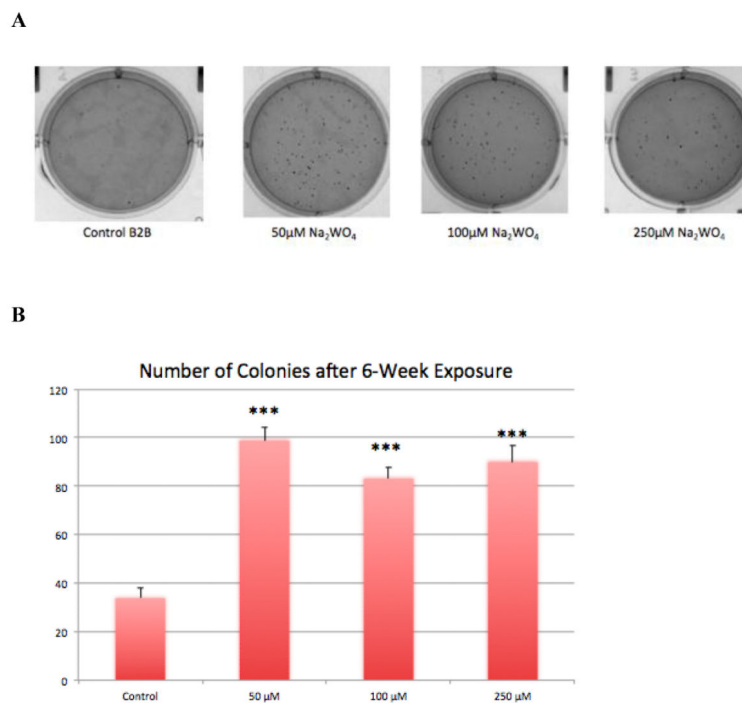 A
Control B2B
50μM Na₂WO₄
100μM Na₂WO₄
250μM Na₂WO₄
B
Number of Colonies after 6-Week Exposure
120
100
80
60
40
20
0
***
***
***
Control
50 μM
100 μM
250 μM